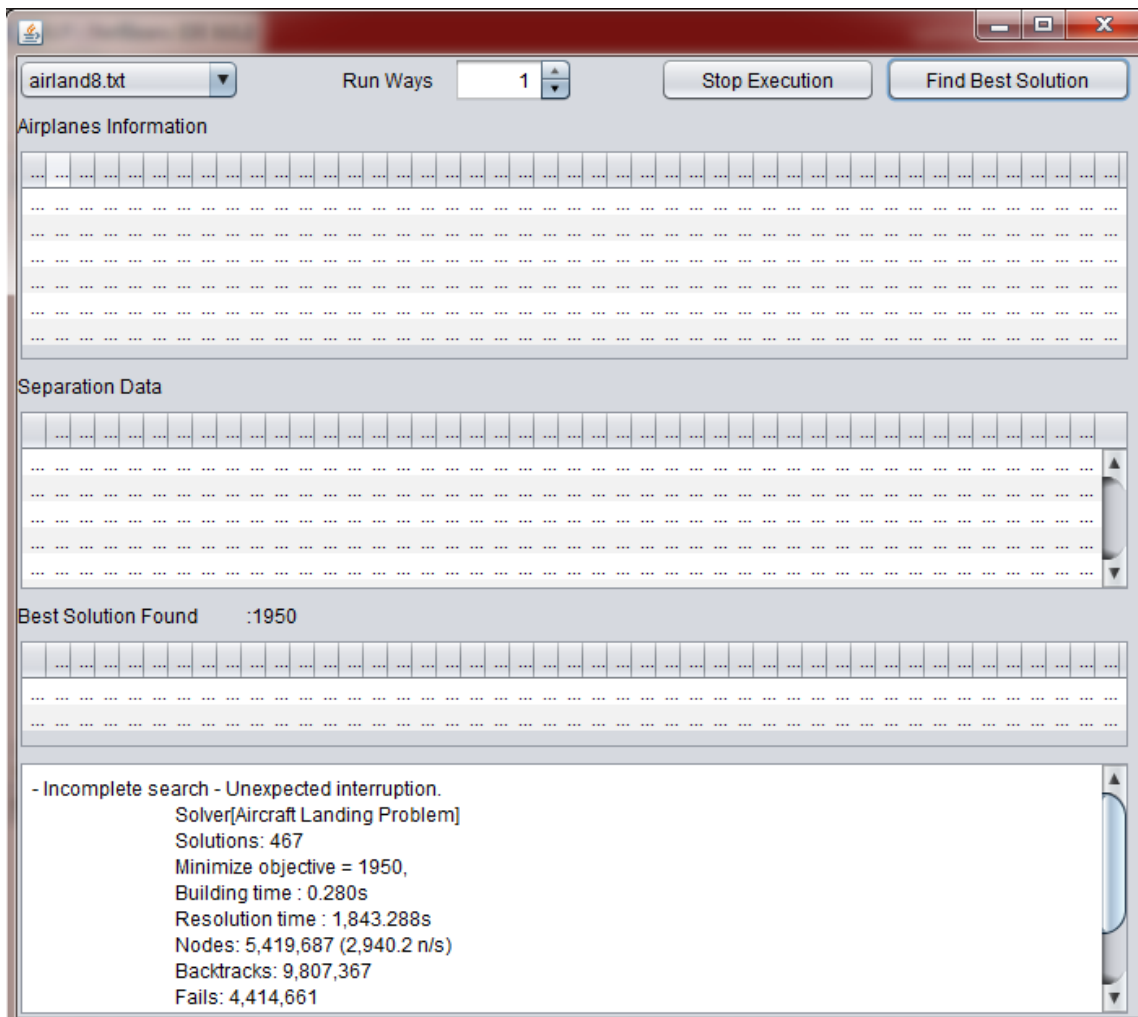 airland8.txt Run Ways 1 Stop Execution Find Best Solution
Airplanes Information
... ... ... ... ... ... ... ... ... ... ... ... ... ... ... ... ... ... ... ... ... ... ... ... ... ... ... ... ... ... ... ... ... ... ... ... ... ... ... ... ... ... ... ... ...
... ... ... ... ... ... ... ... ... ... ... ... ... ... ... ... ... ... ... ... ... ... ... ... ... ... ... ... ... ... ... ... ... ... ... ... ... ... ... ... ... ... ... ... ...
... ... ... ... ... ... ... ... ... ... ... ... ... ... ... ... ... ... ... ... ... ... ... ... ... ... ... ... ... ... ... ... ... ... ... ... ... ... ... ... ... ... ... ... ...
... ... ... ... ... ... ... ... ... ... ... ... ... ... ... ... ... ... ... ... ... ... ... ... ... ... ... ... ... ... ... ... ... ... ... ... ... ... ... ... ... ... ... ... ...
... ... ... ... ... ... ... ... ... ... ... ... ... ... ... ... ... ... ... ... ... ... ... ... ... ... ... ... ... ... ... ... ... ... ... ... ... ... ... ... ... ... ... ... ...
... ... ... ... ... ... ... ... ... ... ... ... ... ... ... ... ... ... ... ... ... ... ... ... ... ... ... ... ... ... ... ... ... ... ... ... ... ... ... ... ... ... ... ... ...
... ... ... ... ... ... ... ... ... ... ... ... ... ... ... ... ... ... ... ... ... ... ... ... ... ... ... ... ... ... ... ... ... ... ... ... ... ... ... ... ... ... ... ... ...
Separation Data
... ... ... ... ... ... ... ... ... ... ... ... ... ... ... ... ... ... ... ... ... ... ... ... ... ... ... ... ... ... ... ... ... ... ... ... ... ... ... ... ... ... ...
... ... ... ... ... ... ... ... ... ... ... ... ... ... ... ... ... ... ... ... ... ... ... ... ... ... ... ... ... ... ... ... ... ... ... ... ... ... ... ... ... ... ... ...
... ... ... ... ... ... ... ... ... ... ... ... ... ... ... ... ... ... ... ... ... ... ... ... ... ... ... ... ... ... ... ... ... ... ... ... ... ... ... ... ... ... ... ...
... ... ... ... ... ... ... ... ... ... ... ... ... ... ... ... ... ... ... ... ... ... ... ... ... ... ... ... ... ... ... ... ... ... ... ... ... ... ... ... ... ... ... ...
... ... ... ... ... ... ... ... ... ... ... ... ... ... ... ... ... ... ... ... ... ... ... ... ... ... ... ... ... ... ... ... ... ... ... ... ... ... ... ... ... ... ... ...
... ... ... ... ... ... ... ... ... ... ... ... ... ... ... ... ... ... ... ... ... ... ... ... ... ... ... ... ... ... ... ... ... ... ... ... ... ... ... ... ... ... ... ...
Best Solution Found :1950
... ... ... ... ... ... ... ... ... ... ... ... ... ... ... ... ... ... ... ... ... ... ... ... ... ... ... ... ... ... ... ... ... ... ... ... ... ... ... ... ... ... ... ...
... ... ... ... ... ... ... ... ... ... ... ... ... ... ... ... ... ... ... ... ... ... ... ... ... ... ... ... ... ... ... ... ... ... ... ... ... ... ... ... ... ... ... ... ...
... ... ... ... ... ... ... ... ... ... ... ... ... ... ... ... ... ... ... ... ... ... ... ... ... ... ... ... ... ... ... ... ... ... ... ... ... ... ... ... ... ... ... ... ...
- Incomplete search - Unexpected interruption.
Solver[Aircraft Landing Problem]
Solutions: 467
Minimize objective = 1950,
Building time : 0.280s
Resolution time : 1,843.288s
Nodes: 5,419,687 (2,940.2 n/s)
Backtracks: 9,807,367
Fails: 4,414,661